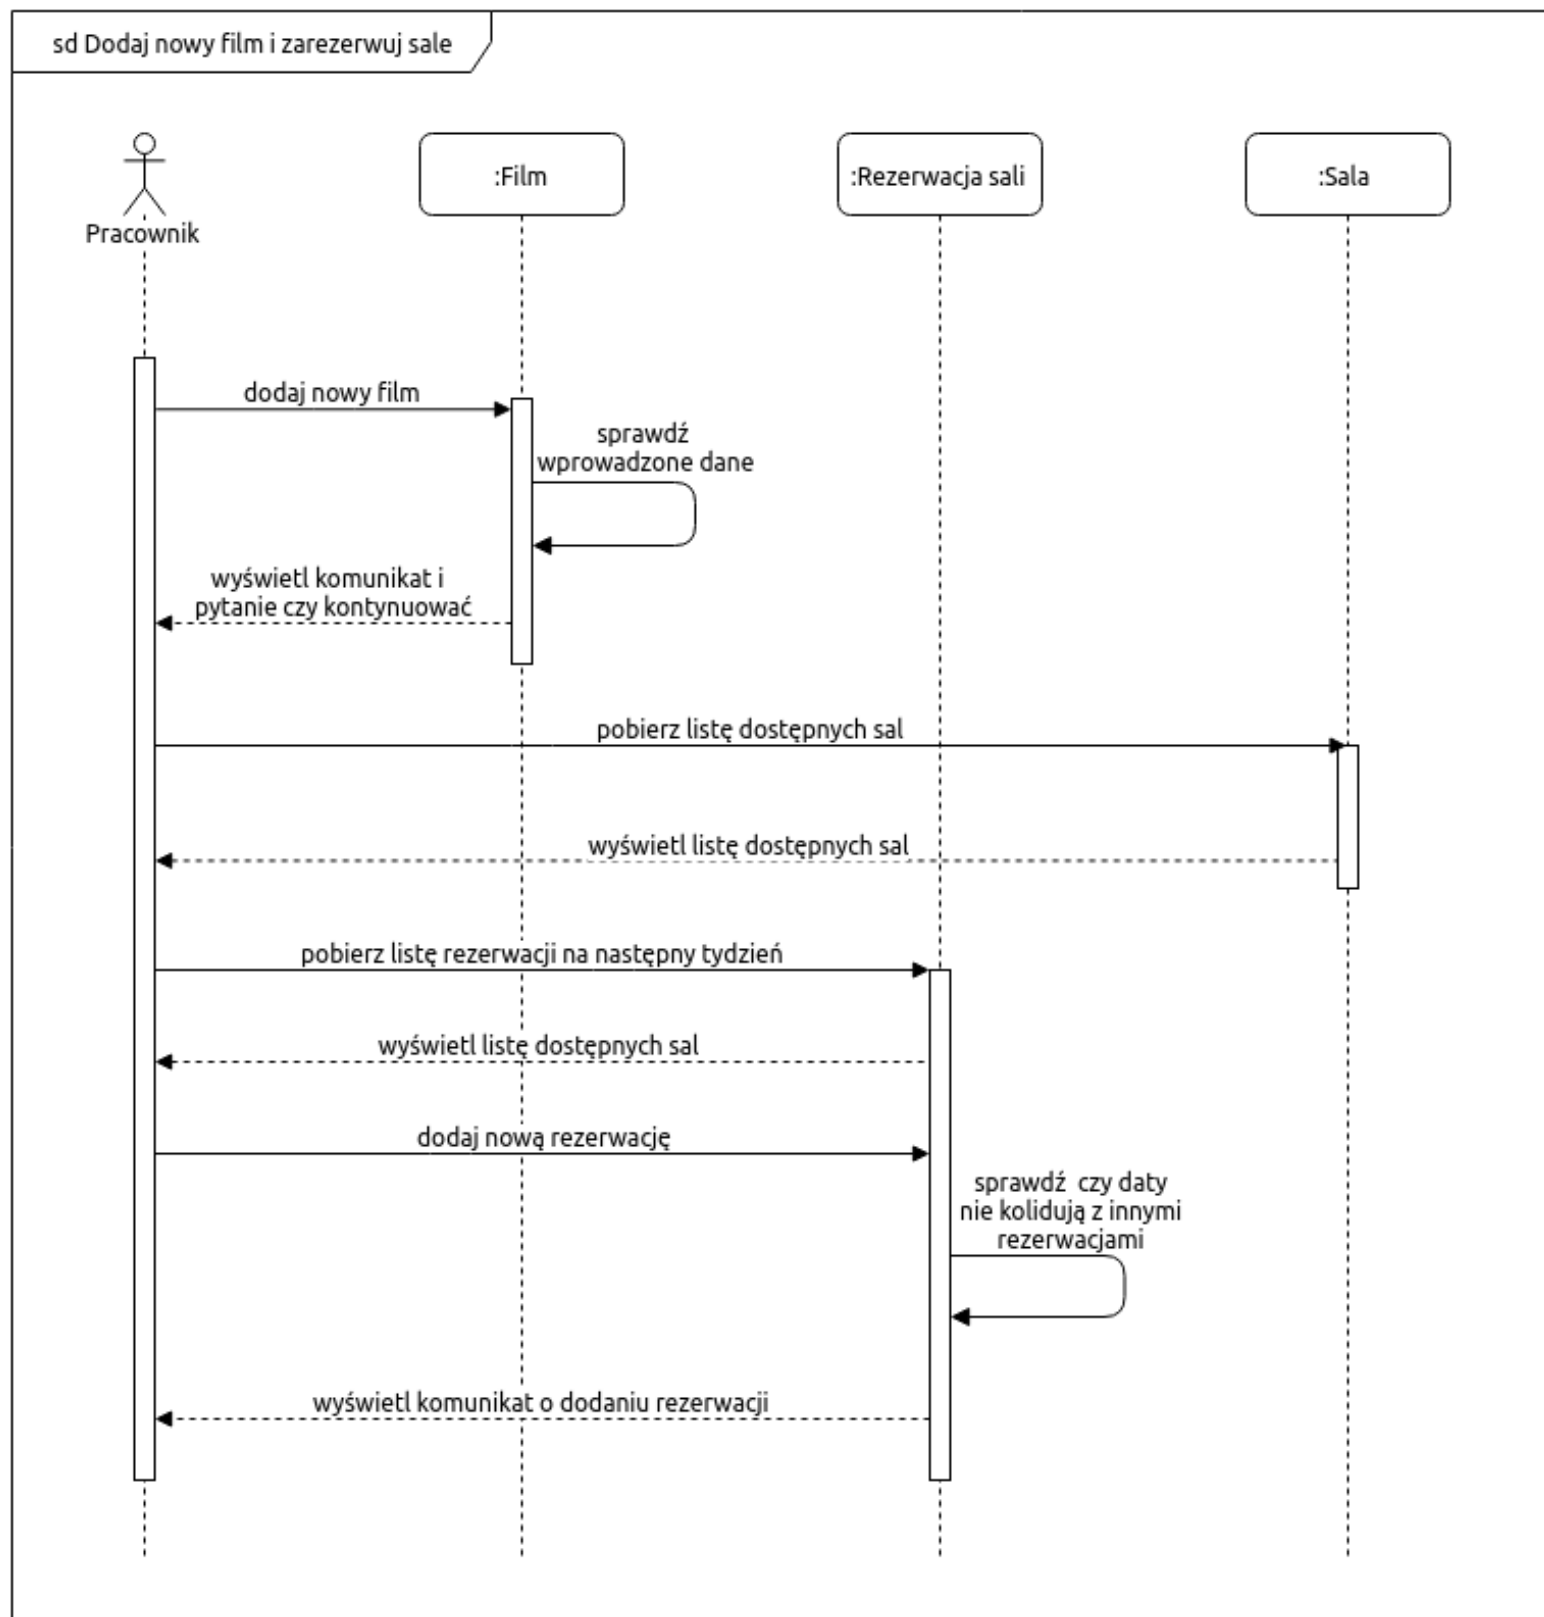 sd Dodaj nowy film i zarezerwuj sale
Pracownik
:Film
:Rezerwacja sali
:Sala
dodaj nowy film
sprawdź
wprowadzone dane
wyświetl komunikat i
pytanie czy kontynuować
pobierz listę dostępnych sal
wyświetl listę dostępnych sal
pobierz listę rezerwacji na następny tydzień
wyświetl listę dostępnych sal
dodaj nową rezerwację
sprawdź czy daty
nie kolidują z innymi
rezerwacjami
wyświetl komunikat o dodaniu rezerwacji